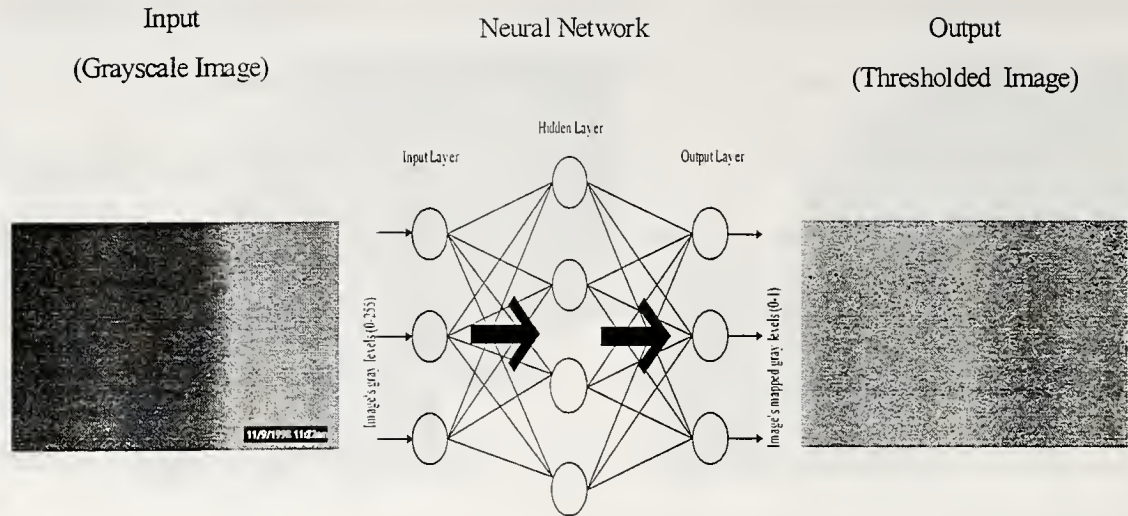 Input
(Grayscale Image)
Neural Network
Output
(Thresholded Image)
Hidden Layer
Input Layer
Output Layer
Image's gray levels (0-255)
Image's mapped gray levels (0-1)